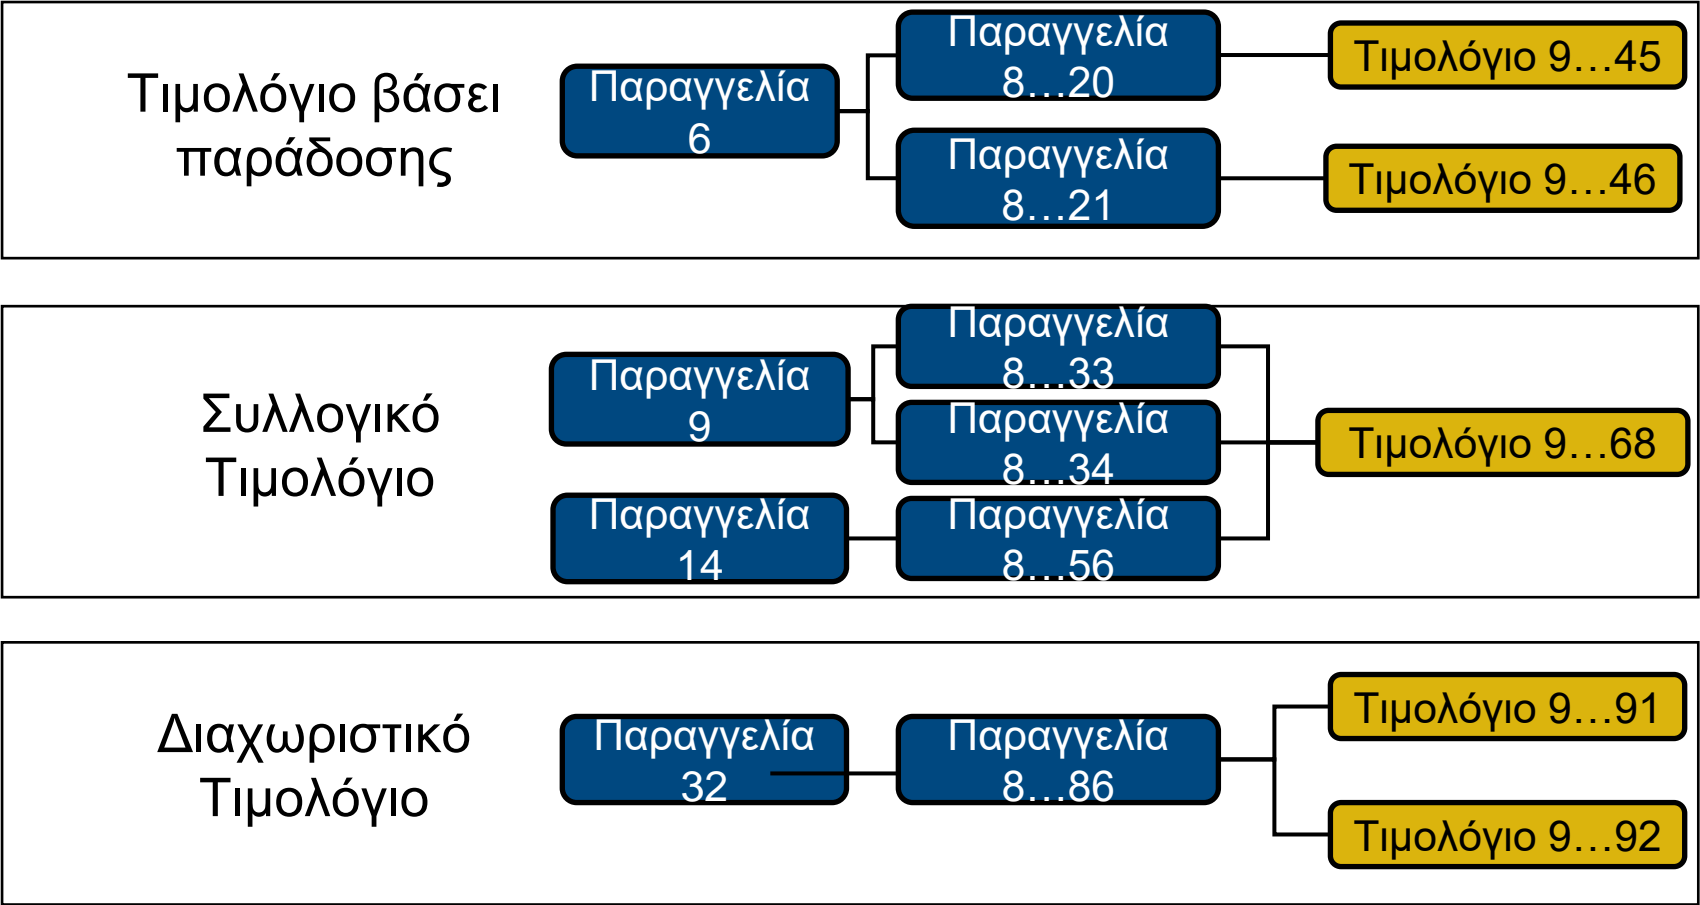 Τιμολόγιο βάσει
παράδοσης
Παραγγελία
6
Παραγγελία
8...20
Παραγγελία
8...21
Τιμολόγιο 9...45
Τιμολόγιο 9...46
Συλλογικό
Τιμολόγιο
Παραγγελία
9
Παραγγελία
14
Παραγγελία
8...33
Παραγγελία
8...34
Παραγγελία
8...56
Τιμολόγιο 9...68
Διαχωριστικό
Τιμολόγιο
Παραγγελία
32
Παραγγελία
8...86
Τιμολόγιο 9...91
Τιμολόγιο 9...92